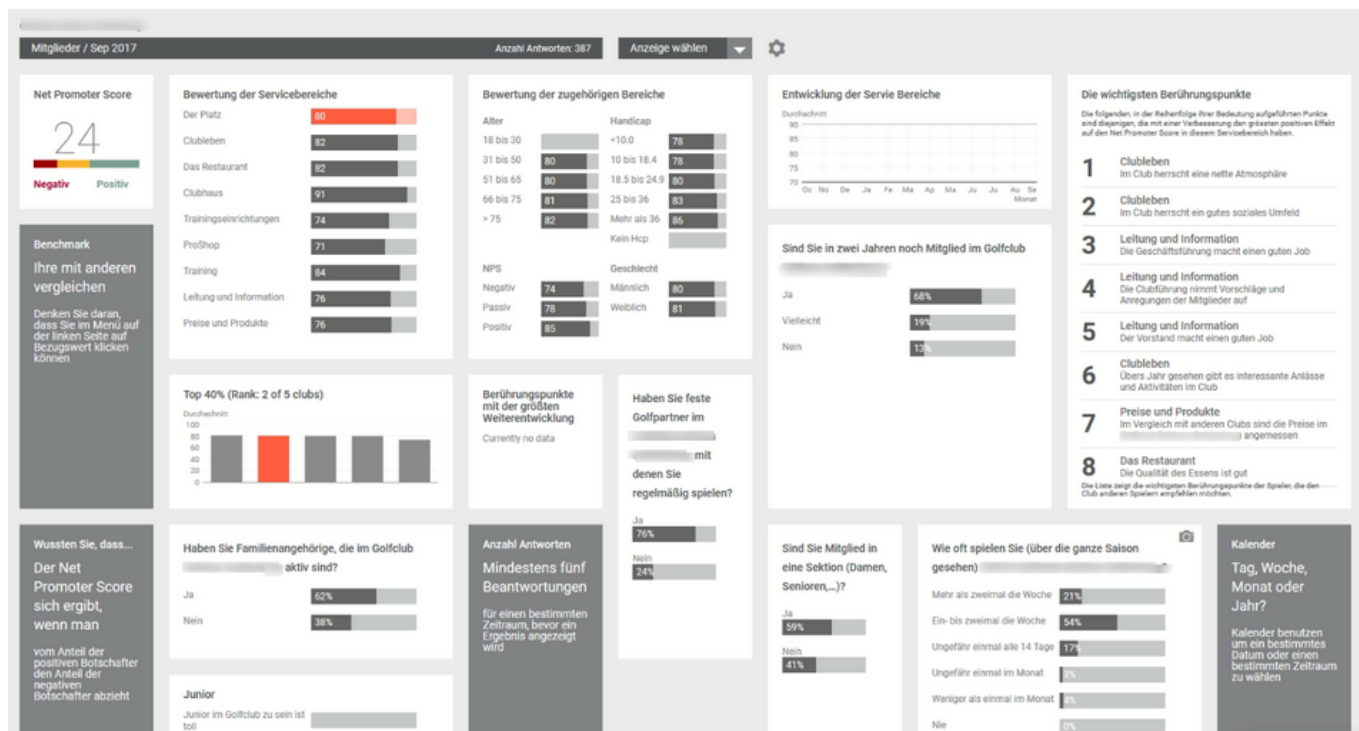 Mitglieder / Sep 2017
Anzahl Antworten: 387
Anzeige wählen
Net Promoter Score
24
Negativ
Positiv
Bewertung der Servicebereiche
Der Platz 80
Clubleben 82
Das Restaurant 82
Clubhaus 91
Trainingseinrichtungen 74
ProShop 71
Training 84
Leitung und Information 76
Preise und Produkte 76
Bewertung der zugehörigen Bereiche
Alter
18 bis 30
31 bis 50 80
51 bis 65 80
66 bis 75 81
> 75 82
Handicap
<10.0 78
10 bis 18.4 78
18.5 bis 24.9 80
25 bis 36 83
Mehr als 36 86
Kein Hcp
NPS
Negativ 74
Passiv 78
Positiv 85
Geschlecht
Männlich 80
Weiblich 81
Entwicklung der Servie Bereiche
Durchschnitt
90
85
80
75
70
Oc No De Ja Fe Ma Ap Ma Ju Ju Au Se
Monat
Die wichtigsten Berührungspunkte
Die folgenden, in der Reihenfolge ihrer Bedeutung aufgeführten Punkte
sind diejenigen, die mit einer Verbesserung den grössten positiven Effekt
auf den Net Promoter Score in diesem Servicebereich haben.
1 Clubleben
Im Club herrscht eine nette Atmosphäre
2 Clubleben
Im Club herrscht ein gutes soziales Umfeld
3 Leitung und Information
Die Geschäftsführung macht einen guten Job
4 Leitung und Information
Die Clubführung nimmt Vorschläge und
Anregungen der Mitglieder auf
5 Leitung und Information
Der Vorstand macht einen guten Job
6 Clubleben
Übers Jahr gesehen gibt es interessante Anlässe
und Aktivitäten im Club
7 Preise und Produkte
Im Vergleich mit anderen Clubs sind die Preise im
angemessen
8 Das Restaurant
Die Qualität des Essens ist gut
Die Liste zeigt die wichtigsten Berührungspunkte der Spieler, die den
Club anderen Spielern empfehlen möchten.
Benchmark
Ihre mit anderen
vergleichen
Denken Sie daran,
dass Sie im Menü auf
der linken Seite auf
Bezugswert klicken
können
Sind Sie in zwei Jahren noch Mitglied im Golfclub
Ja 68%
Vielleicht 19%
Nein 13%
Top 40% (Rank: 2 of 5 clubs)
Durchschnitt
100
80
60
40
20
0
Berührungspunkte
mit der größten
Weiterentwicklung
Currently no data
Haben Sie feste
Golfpartner im
mit
denen Sie
regelmäßig spielen?
Ja
76%
Nein
24%
Wussten Sie, dass...
Der Net
Promoter Score
sich ergibt,
wenn man
vom Anteil der
positiven Botschafter
den Anteil der
negativen
Botschafter abzieht
Haben Sie Familienangehörige, die im Golfclub
aktiv sind?
Ja 62%
Nein 38%
Junior
Junior im Golfclub zu sein ist
toll
Anzahl Antworten
Mindestens fünf
Beantwortungen
für einen bestimmten
Zeitraum, bevor ein
Ergebnis angezeigt
wird
Sind Sie Mitglied in
eine Sektion (Damen,
Senioren,...)?
Ja
59%
Nein
41%
Wie oft spielen Sie (über die ganze Saison
gesehen)
Mehr als zweimal die Woche 21%
Ein- bis zweimal die Woche 54%
Ungefähr einmal alle 14 Tage 17%
Ungefähr einmal im Monat 3%
Weniger als einmal im Monat 4%
Nie 0%
Kalender
Tag, Woche,
Monat oder
Jahr?
Kalender benutzen
um ein bestimmtes
Datum oder einen
bestimmten Zeitraum
zu wählen